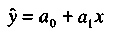 ŷ = a₀ + a₁x